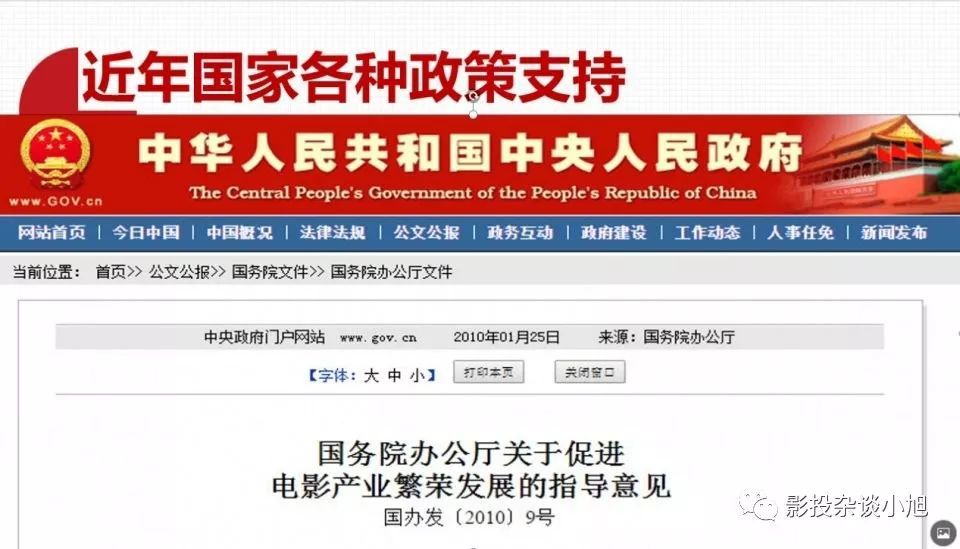 近年国家各种政策支持
中华人民共和国中央人民政府
www.GOV.cn
The Central People's Government of the People's Republic of China
网站首页 | 今日中国 | 中国概况 | 法律法规 | 公文公报 | 政务互动 | 政府建设 | 工作动态 | 人事任免 | 新闻发布
当前位置: 首页>> 公文公报>> 国务院文件>> 国务院办公厅文件
中央政府门户网站 www.gov.cn 2010年01月25日 来源:国务院办公厅
【字体:大 中 小】 打印本页 关闭窗口
国务院办公厅关于促进
电影产业繁荣发展的指导意见
国办发〔2010〕9号
影投杂谈小旭